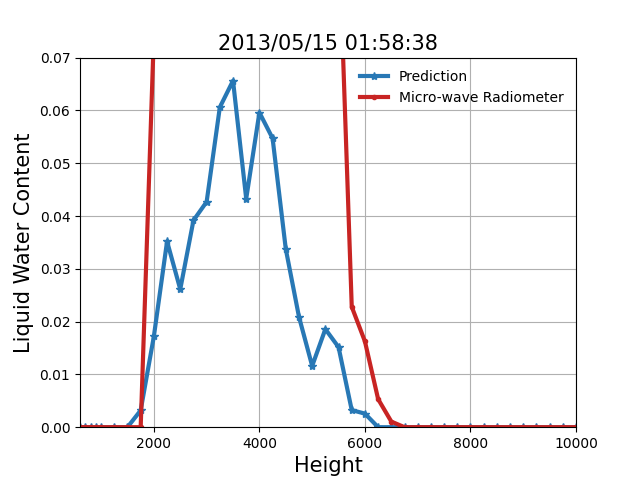 2013/05/15 01:58:38
0.07
0.06
0.05
0.04
0.03
0.02
0.01
0.00
Liquid Water Content
Prediction
Micro-wave Radiometer
2000 4000 6000 8000 10000
Height